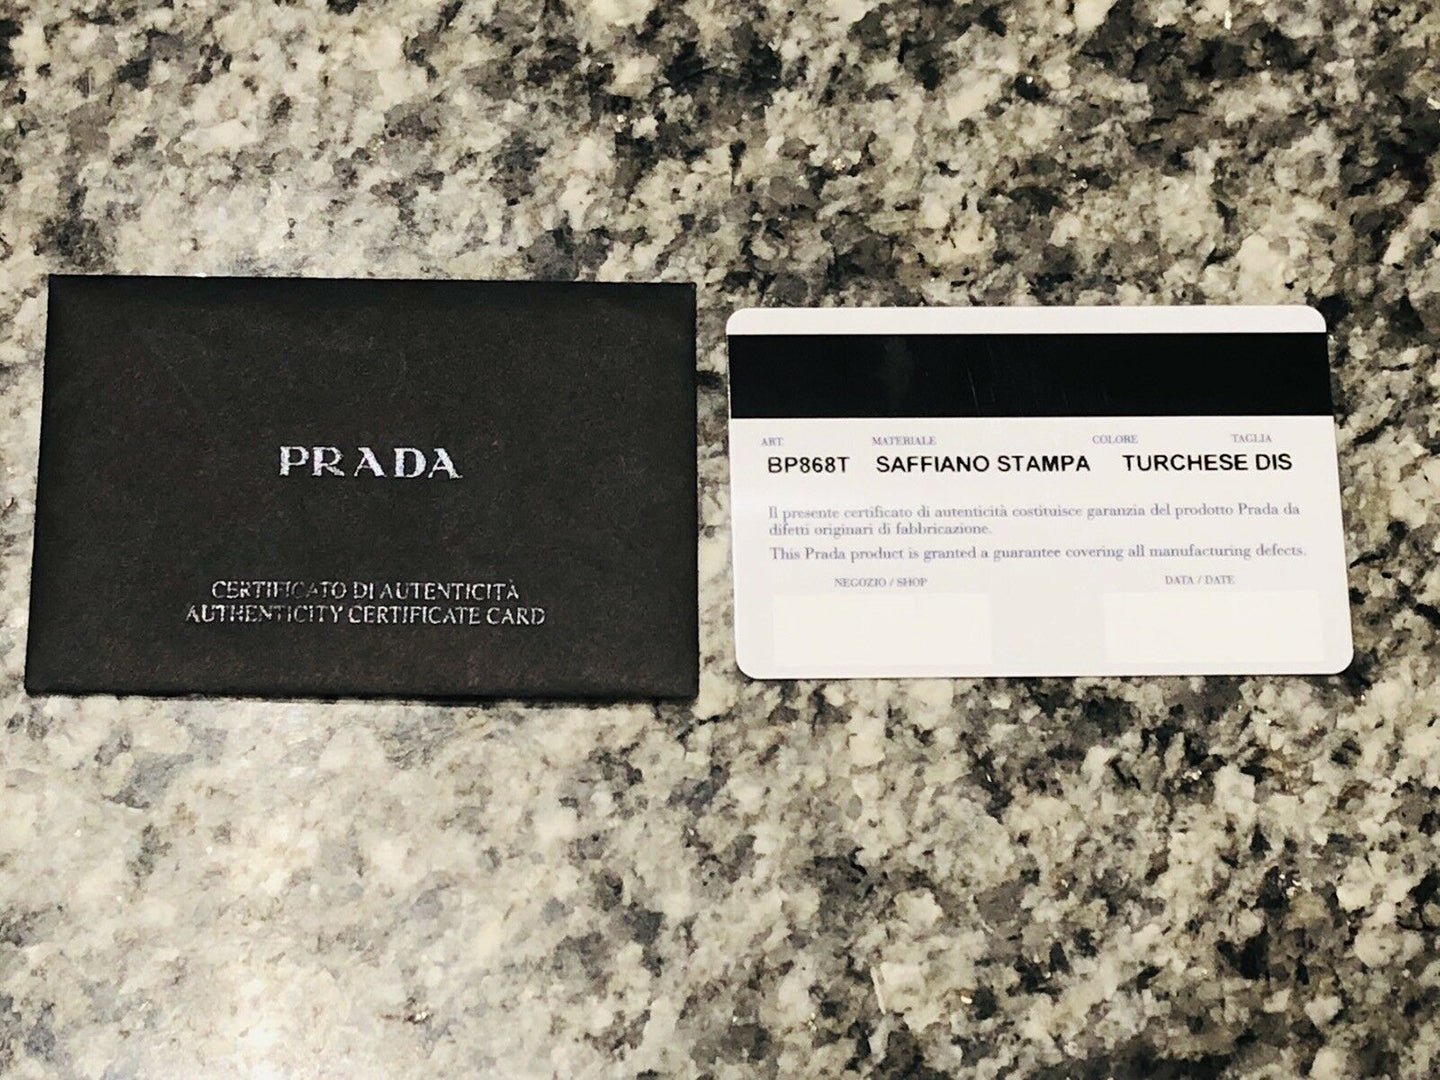 PRADA
CERTIFICATO DI AUTENTICITÀ
AUTHENTICITY CERTIFICATE CARD
ART. MATERIALE COLORE TAGLIA
BP868T SAFFIANO STAMPA TURCHESE DIS
Il presente certificato di autenticità costituisce garanzia del prodotto Prada da
difetti originari di fabbricazione.
This Prada product is granted a guarantee covering all manufacturing defects.
NEGOZIO / SHOP DATA / DATE